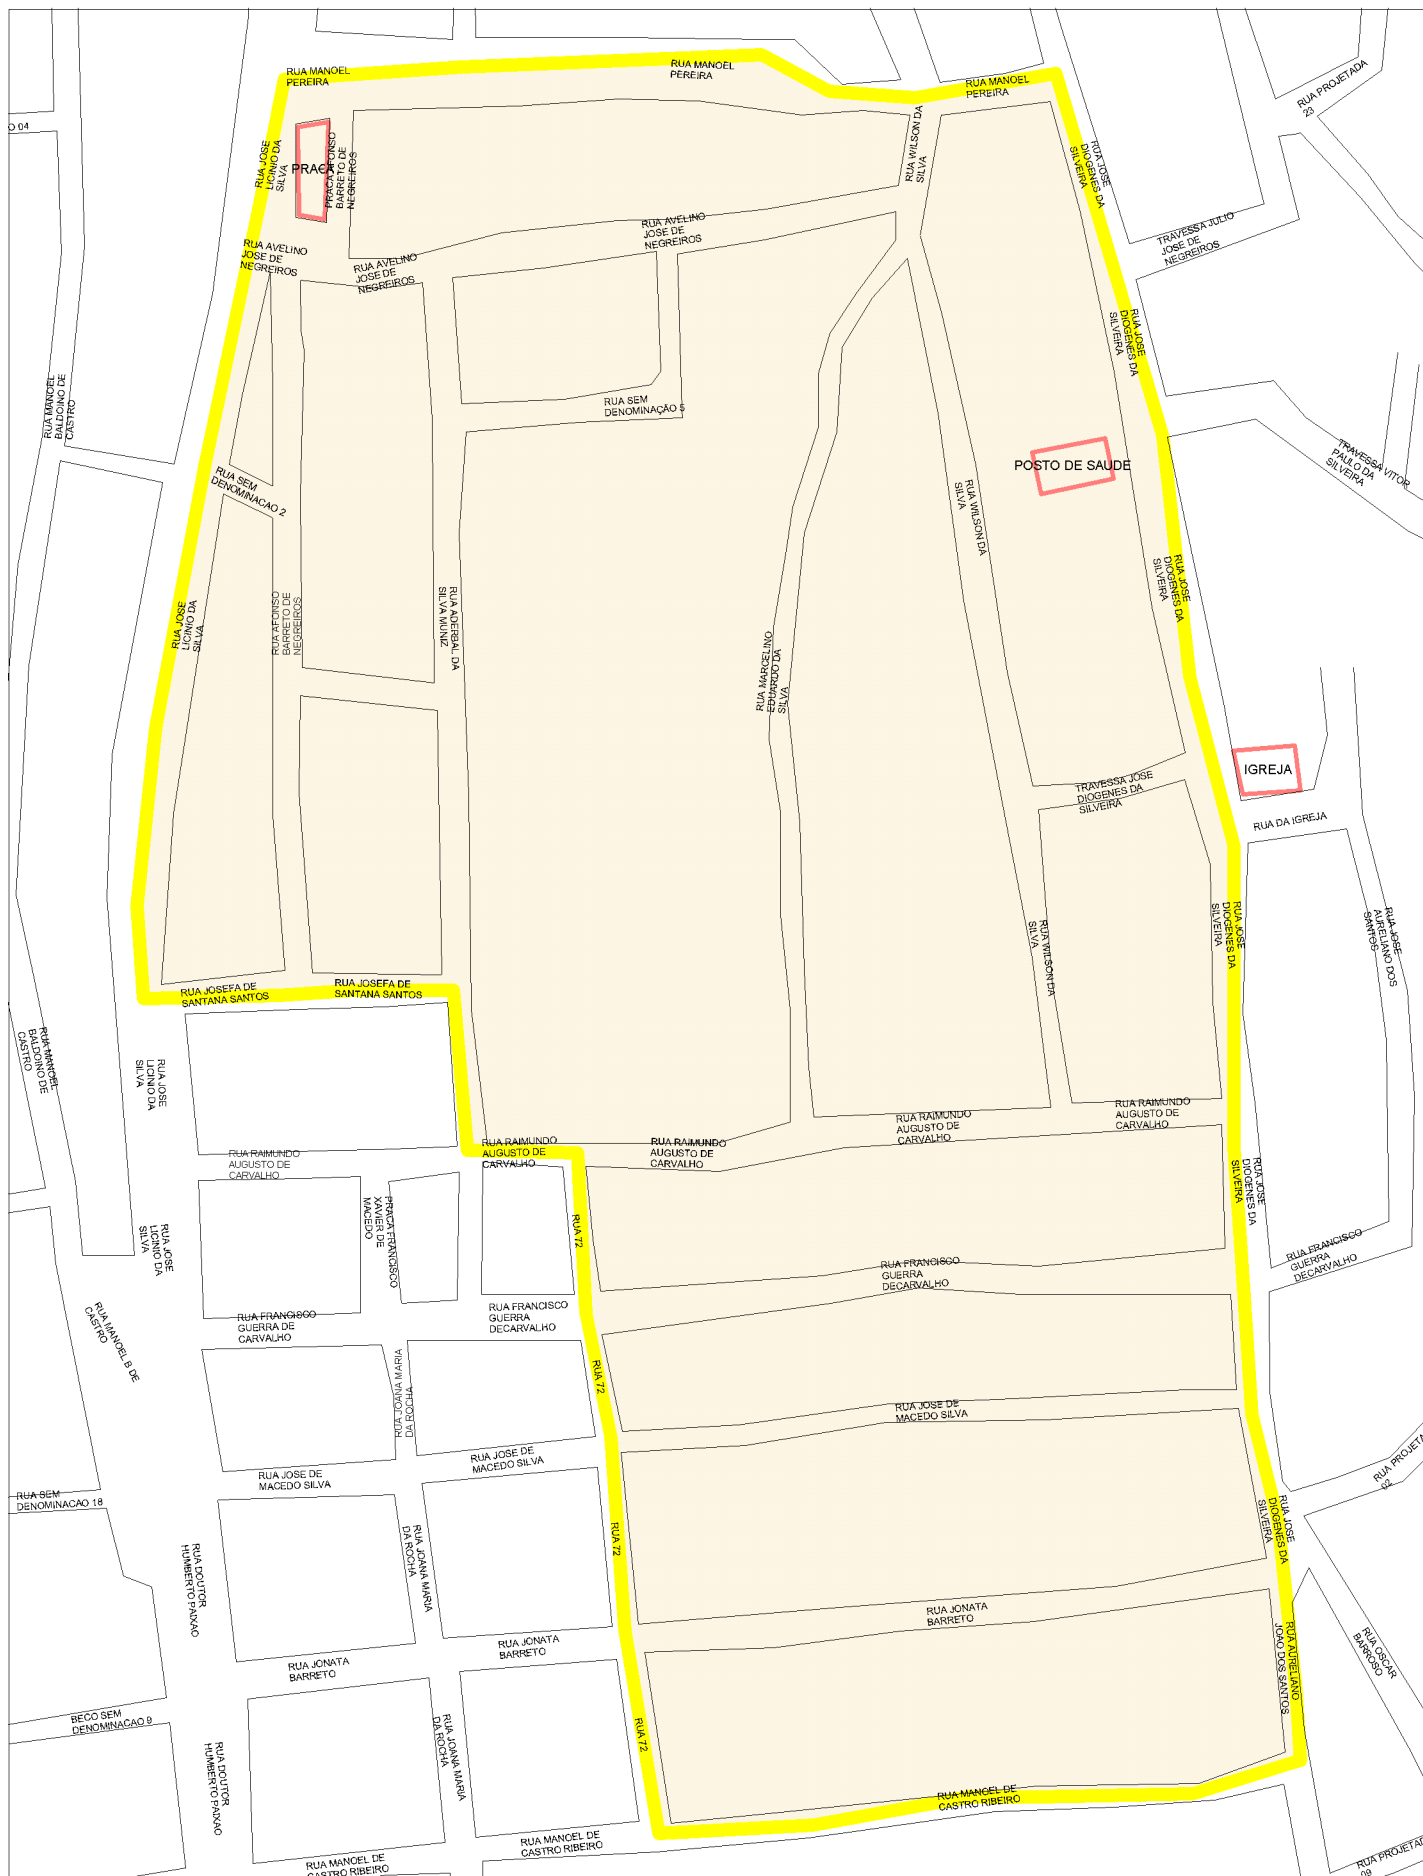 RUA MANOEL
PEREIRA
RUA MANOEL
PEREIRA
RUA MANOEL
PEREIRA
RUA PROJETADA
23
O 04
RUA JOSE
LICINIO DA
SILVA
PRAÇA
PRACA AFONSO
BARRETO DE
NEGREIROS
RUA WILSON DA
SILVA
RUA JOSE
DIOGENES DA
SILVEIRA
RUA AVELINO
JOSE DE
NEGREIROS
RUA AVELINO
JOSE DE
NEGREIROS
RUA AVELINO
JOSE DE
NEGREIROS
TRAVESSA JULIO
JOSE DE
NEGREIROS
RUA JOSE
DIOGENES DA
SILVEIRA
RUA MANOEL
BALDOINO DE
CASTRO
RUA SEM
DENOMINAÇÃO 5
RUA SEM
DENOMINACAO 2
POSTO DE SAUDE
TRAVESSA VITOR
PAULO DA
SILVEIRA
RUA WILSON DA
SILVA
RUA JOSE
DIOGENES DA
SILVEIRA
RUA JOSE
LICINIO DA
SILVA
RUA AFONSO
BARRETO DE
NEGREIROS
RUA ADERBAL DA
SILVA MUNIZ
RUA MARCELINO
EDUARDO DA
SILVA
IGREJA
TRAVESSA JOSE
DIOGENES DA
SILVEIRA
RUA DA IGREJA
RUA JOSE
DIOGENES DA
SILVEIRA
RUA JOSE
AURELIANO DOS
SANTOS
RUA WILSON DA
SILVA
RUA JOSEFA DE
SANTANA SANTOS
RUA JOSEFA DE
SANTANA SANTOS
RUA MANOEL
BALDOINO DE
CASTRO
RUA JOSE
LICINIO DA
SILVA
RUA RAIMUNDO
AUGUSTO DE
CARVALHO
RUA RAIMUNDO
AUGUSTO DE
CARVALHO
RUA RAIMUNDO
AUGUSTO DE
CARVALHO
RUA RAIMUNDO
AUGUSTO DE
CARVALHO
RUA RAIMUNDO
AUGUSTO DE
CARVALHO
RUA JOSE
DIOGENES DA
SILVEIRA
PRACA FRANCISCO
XAVIER DE
MACEDO
RUA JOSE
LICINIO DA
SILVA
RUA 72
RUA FRANCISCO
GUERRA
DECARVALHO
RUA FRANCISCO
GUERRA
DECARVALHO
RUA MANOEL B DE
CASTRO
RUA FRANCISCO
GUERRA DE
CARVALHO
RUA FRANCISCO
GUERRA
DECARVALHO
RUA JOANA MARIA
DA ROCHA
RUA 72
RUA JOSE DE
MACEDO SILVA
RUA JOSE DE
MACEDO SILVA
RUA JOSE DE
MACEDO SILVA
RUA PROJETA
02
RUA SEM
DENOMINACAO 18
RUA JOANA MARIA
DA ROCHA
RUA 72
RUA JOSE
DIOGENES DA
SILVEIRA
RUA DOUTOR
HUMBERTO PAIXAO
RUA JONATA
BARRETO
RUA JONATA
BARRETO
RUA JONATA
BARRETO
RUA AURELIANO
JOAO DOS SANTOS
RUA OSCAR
BARROSO
BECO SEM
DENOMINACAO 9
RUA DOUTOR
HUMBERTO PAIXAO
RUA JOANA MARIA
DA ROCHA
RUA 72
RUA MANOEL DE
CASTRO RIBEIRO
RUA MANOEL DE
CASTRO RIBEIRO
RUA MANOEL DE
CASTRO RIBEIRO
RUA PROJETAD
09